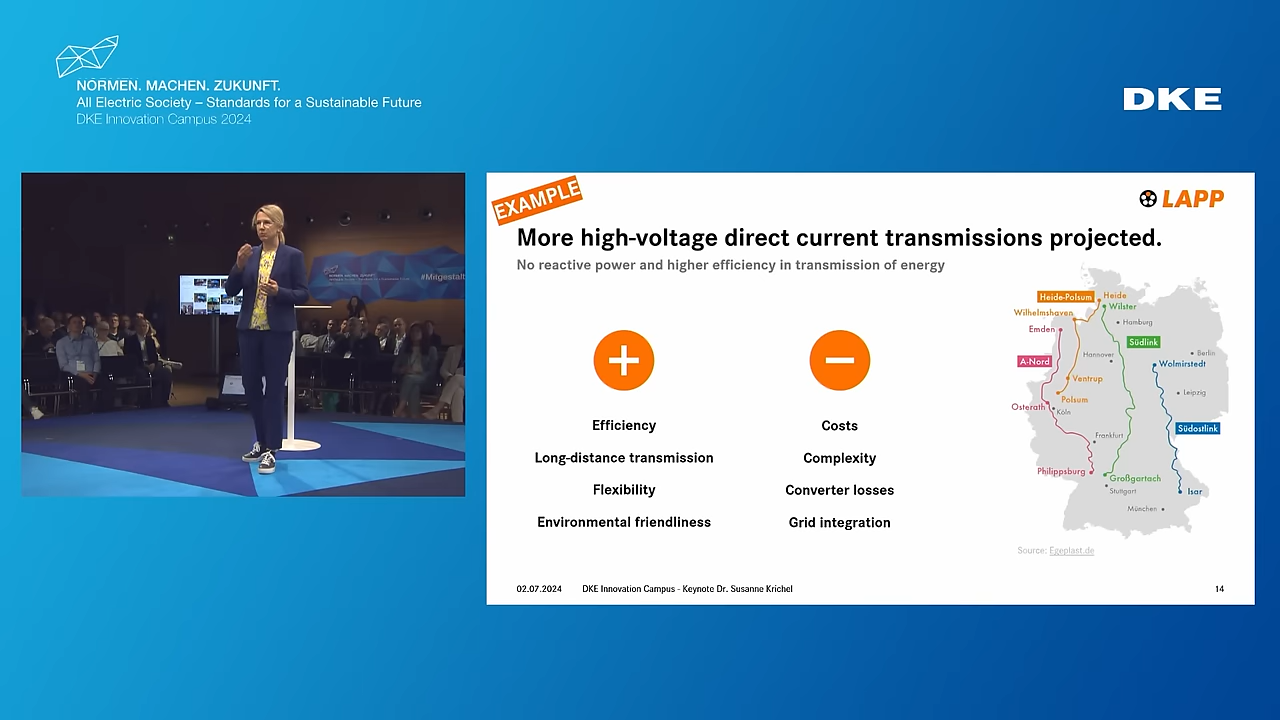 NORMEN. MACHEN. ZUKUNFT.
All Electric Society – Standards for a Sustainable Future
DKE Innovation Campus 2024
DKE
#Mitgestalt
EXAMPLE
LAPP
More high-voltage direct current transmissions projected.
No reactive power and higher efficiency in transmission of energy
Efficiency
Long-distance transmission
Flexibility
Environmental friendliness
Costs
Complexity
Converter losses
Grid integration
Heide-Polsum
Heide
Wilster
Wilhelmshaven
Hamburg
Emden
Südlink
Hannover
Berlin
A-Nord
Wolmirstedt
Ventrup
Leipzig
Polsum
Osterath
Köln
Südostlink
Frankfurt
Philippsburg
Großgartach
Stuttgart
Isar
München
Source: Egeplast.de
02.07.2024
DKE Innovation Campus - Keynote Dr. Susanne Krichel
14